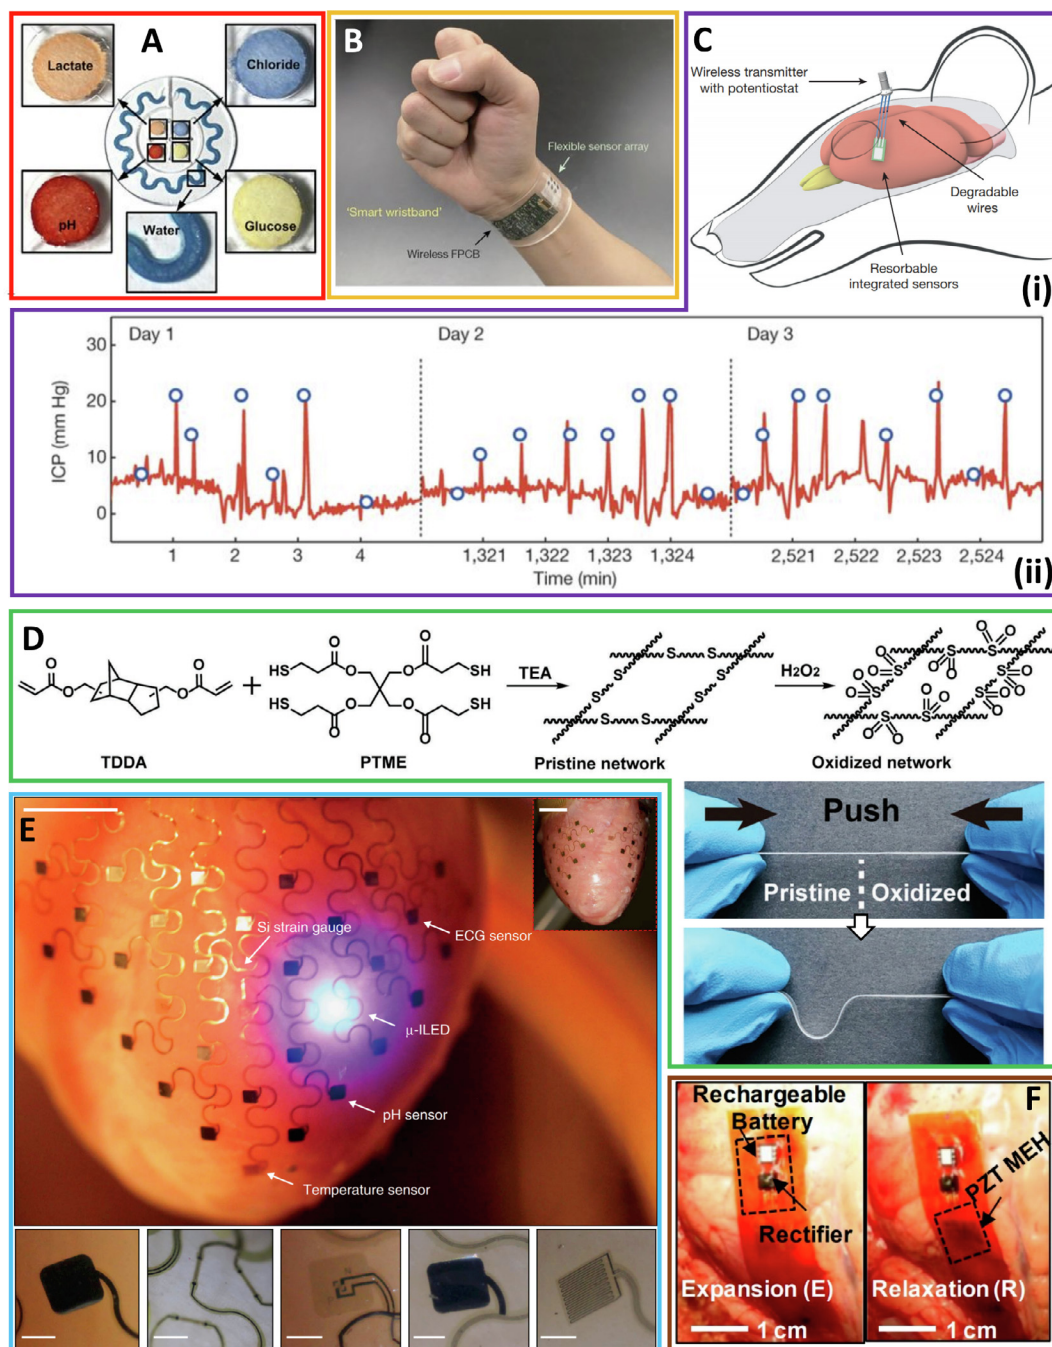 A
Lactate
Chloride
pH
Water
Glucose
B
Flexible sensor array
'Smart wristband'
Wireless FPCB
C
Wireless transmitter
with potentiostat
Degradable
wires
Resorbable
integrated sensors
(i)
Day 1
Day 2
Day 3
ICP (mm Hg)
30
20
10
0
1
2
3
4
1,321
1,322
1,323
1,324
2,521
2,522
2,523
2,524
Time (min)
(ii)
D
O
O
O
O
TDDA
+
HS
O
O
O
O
SH
HS
O
O
O
O
SH
PTME
TEA
S
S
S
S
S
S
S
S
Pristine network
H2O2
O
O
O
O
S
S
O
O
O
O
S
S
O
O
O
O
S
S
O
O
O
O
S
S
Oxidized network
Push
Pristine
Oxidized
E
Si strain gauge
ECG sensor
μ-ILED
pH sensor
Temperature sensor
F
Rechargeable
Battery
Rectifier
Expansion (E)
1 cm
PZT MEH
Relaxation (R)
1 cm